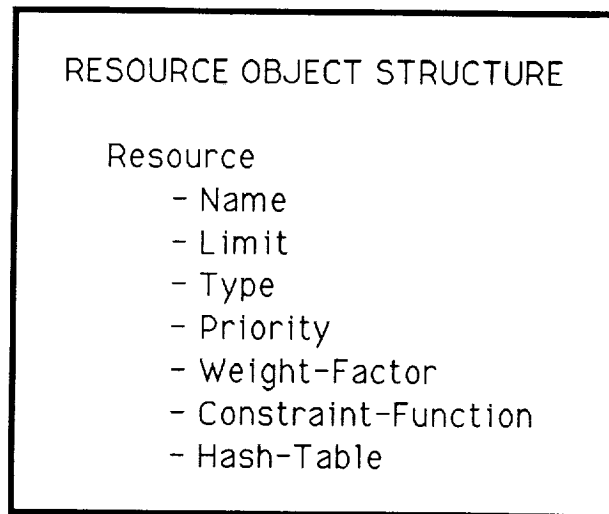 RESOURCE OBJECT STRUCTURE
Resource
- Name
- Limit
- Type
- Priority
- Weight-Factor
- Constraint-Function
- Hash-Table